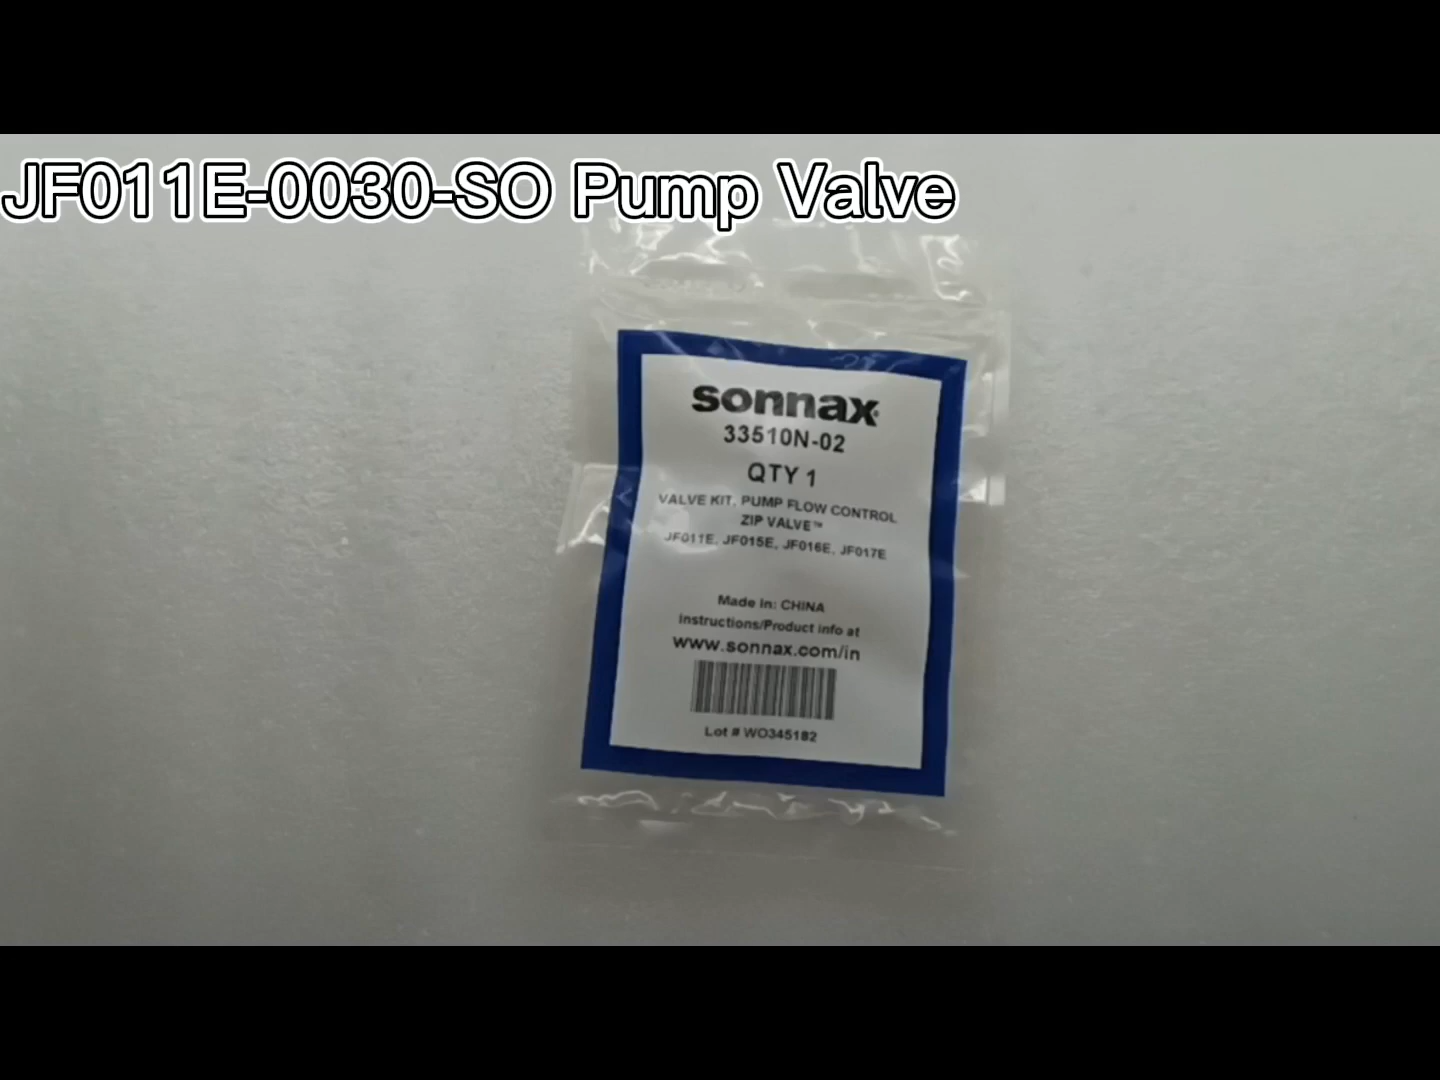 JF011E-0030-SO Pump Valve
sonnax
33510N-02
QTY 1
VALVE KIT, PUMP FLOW CONTROL
ZIP VALVE™
JF011E, JF015E, JF016E, JF017E
Made In: CHINA
Instructions/Product info at
www.sonnax.com/in
Lot # WO345182